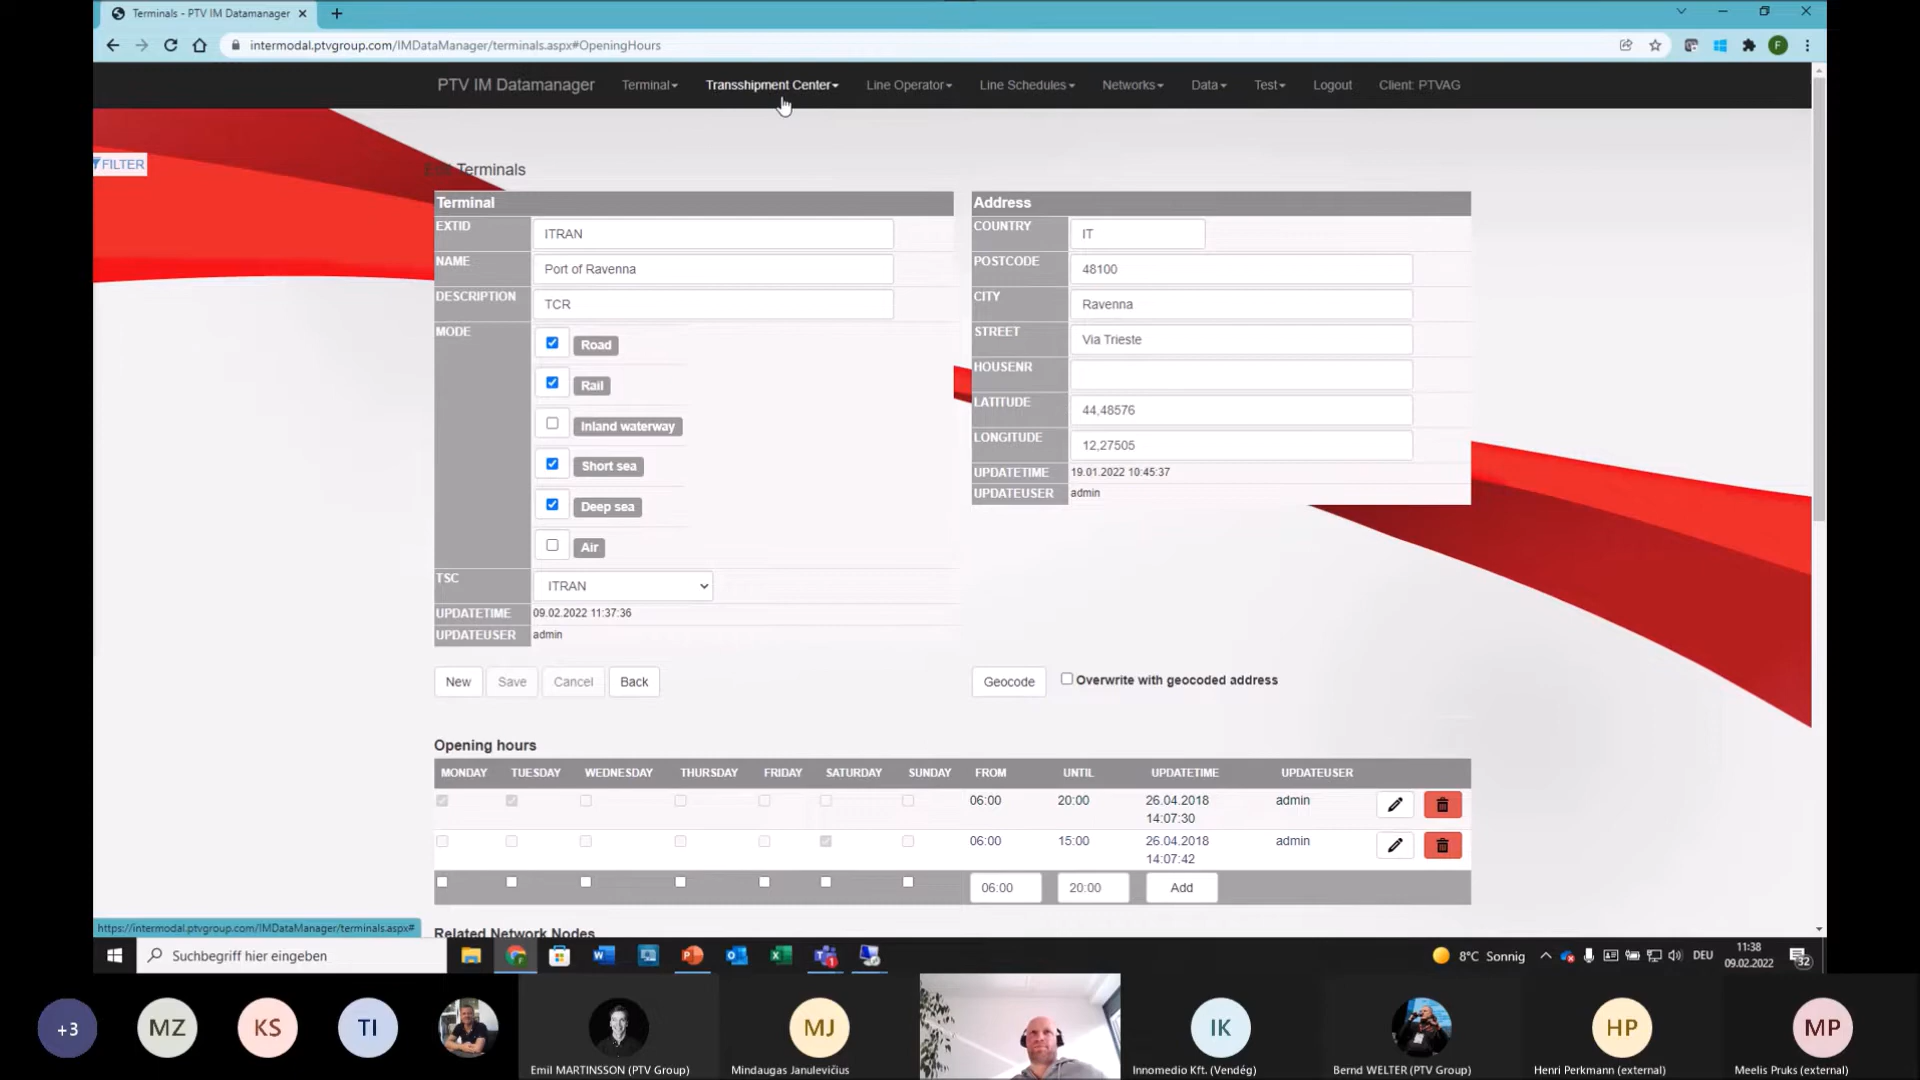 Terminals - PTV IM Datamanager
intermodal.ptvgroup.com/IMDataManager/terminals.aspx#OpeningHours
F
PTV IM Datamanager Terminal Transshipment Center Line Operator Line Schedules Networks Data Test Logout Client: PTVAG
FILTER
Terminals
Terminal
EXTID ITRAN
NAME Port of Ravenna
DESCRIPTION TCR
MODE
Road
Rail
Inland waterway
Short sea
Deep sea
Air
TSC ITRAN
UPDATETIME 09.02.2022 11:37:36
UPDATEUSER admin
Address
COUNTRY IT
POSTCODE 48100
CITY Ravenna
STREET Via Trieste
HOUSENR
LATITUDE 44,48576
LONGITUDE 12,27505
UPDATETIME 19.01.2022 10:45:37
UPDATEUSER admin
New Save Cancel Back
Geocode Overwrite with geocoded address
Opening hours
MONDAY TUESDAY WEDNESDAY THURSDAY FRIDAY SATURDAY SUNDAY FROM UNTIL UPDATETIME UPDATEUSER
06:00 20:00 26.04.2018 admin
14:07:30
06:00 15:00 26.04.2018 admin
14:07:42
06:00 20:00 Add
https://intermodal.ptvgroup.com/IMDataManager/terminals.aspx#
Related Network Nodes
Suchbegriff hier eingeben
8°C Sonnig DEU 11:38
09.02.2022
32
+3 MZ KS TI MJ IK HP MP
Emil MARTINSSON (PTV Group) Mindaugas Janulevičius Innomedio Kft. (Vendég) Bernd WELTER (PTV Group) Henri Perkmann (external) Meelis Pruks (external)